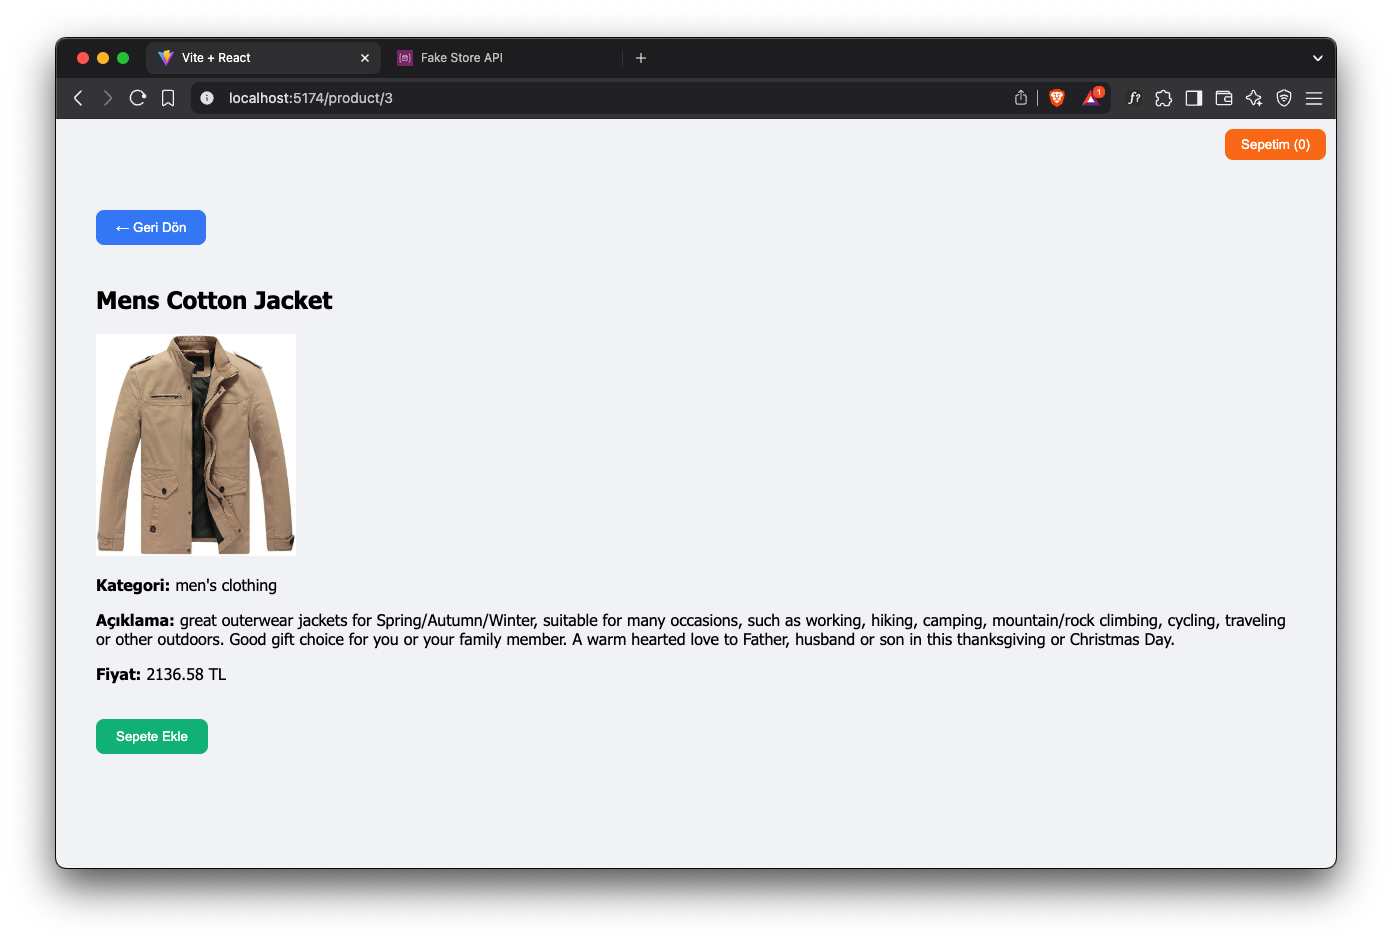 Vite + React
Fake Store API
localhost:5174/product/3
1
f?
Sepetim (0)
← Geri Dön
Mens Cotton Jacket
Kategori: men's clothing
Açıklama: great outerwear jackets for Spring/Autumn/Winter, suitable for many occasions, such as working, hiking, camping, mountain/rock climbing, cycling, traveling
or other outdoors. Good gift choice for you or your family member. A warm hearted love to Father, husband or son in this thanksgiving or Christmas Day.
Fiyat: 2136.58 TL
Sepete Ekle